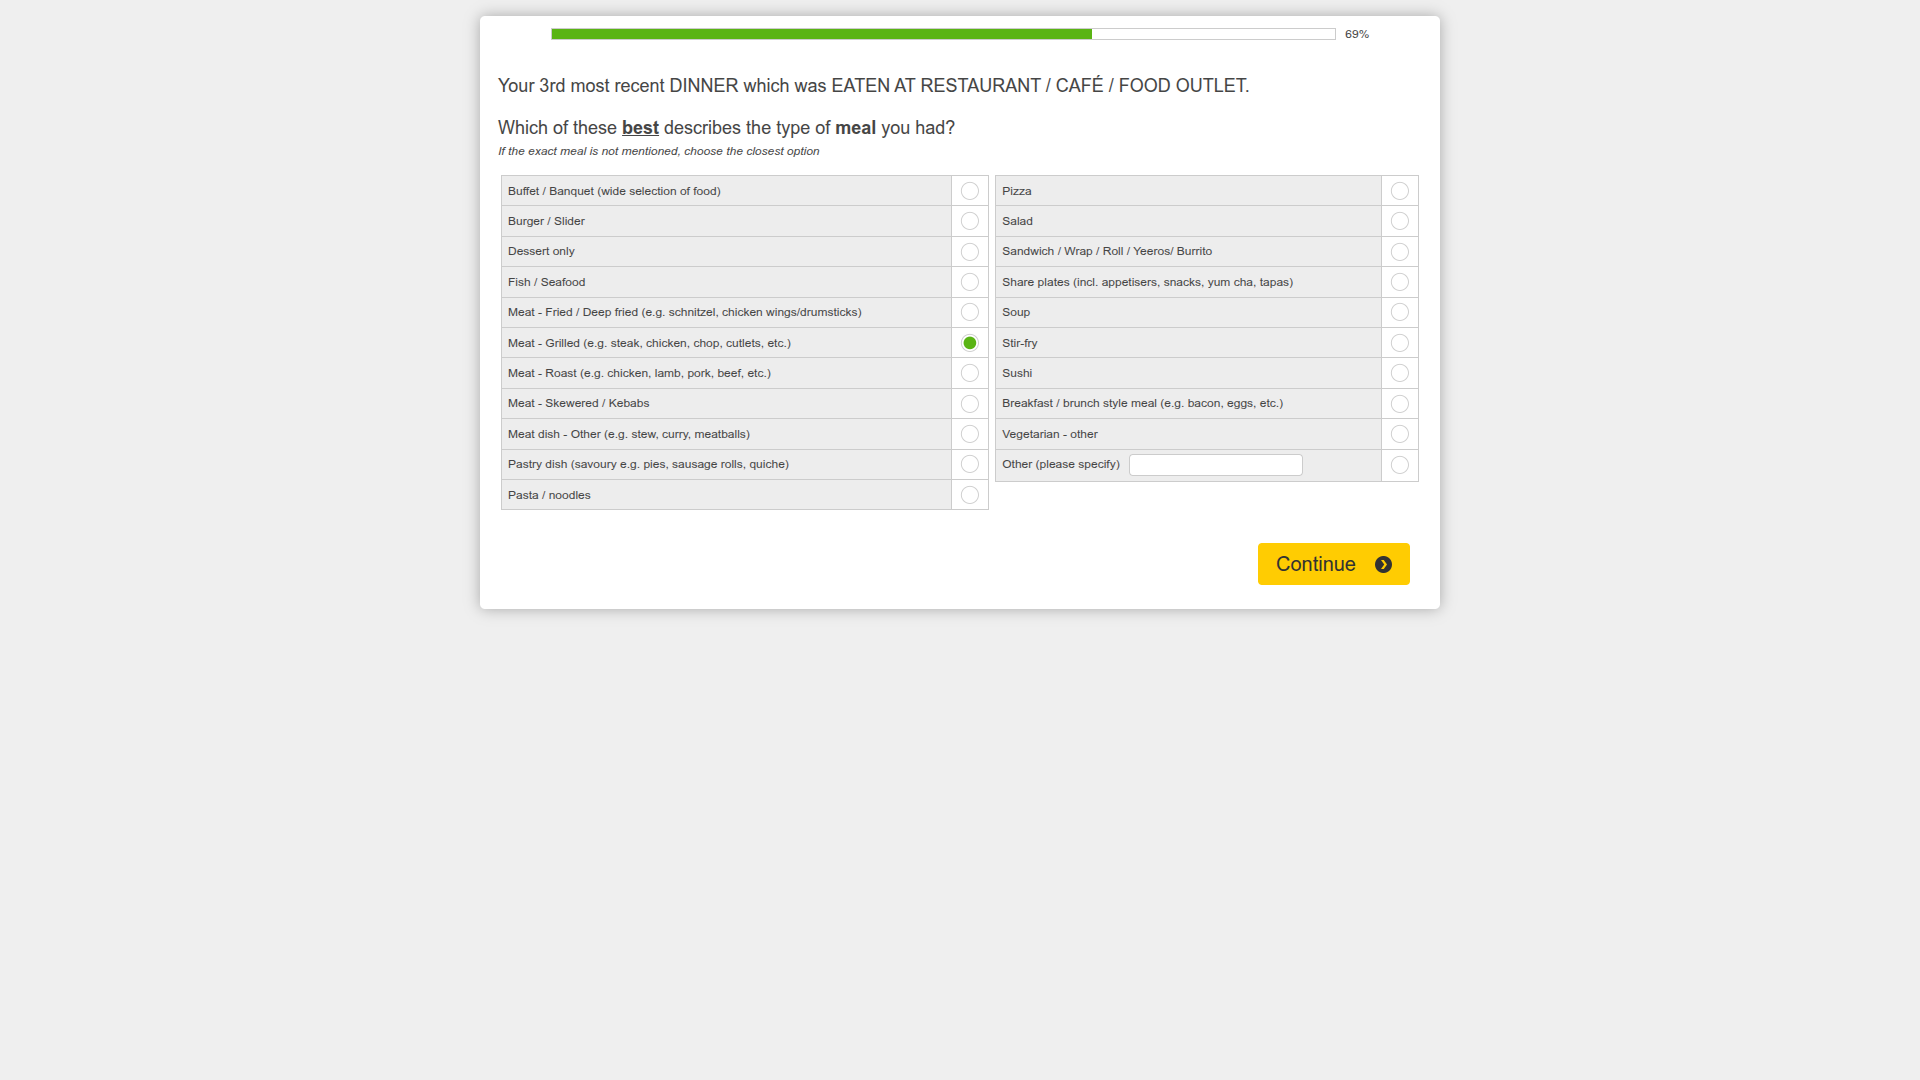 69%
Your 3rd most recent DINNER which was EATEN AT RESTAURANT / CAFÉ / FOOD OUTLET.
Which of these best describes the type of meal you had?
If the exact meal is not mentioned, choose the closest option
Buffet / Banquet (wide selection of food)
Burger / Slider
Dessert only
Fish / Seafood
Meat - Fried / Deep fried (e.g. schnitzel, chicken wings/drumsticks)
Meat - Grilled (e.g. steak, chicken, chop, cutlets, etc.)
Meat - Roast (e.g. chicken, lamb, pork, beef, etc.)
Meat - Skewered / Kebabs
Meat dish - Other (e.g. stew, curry, meatballs)
Pastry dish (savoury e.g. pies, sausage rolls, quiche)
Pasta / noodles
Pizza
Salad
Sandwich / Wrap / Roll / Yeeros/ Burrito
Share plates (incl. appetisers, snacks, yum cha, tapas)
Soup
Stir-fry
Sushi
Breakfast / brunch style meal (e.g. bacon, eggs, etc.)
Vegetarian - other
Other (please specify)
Continue